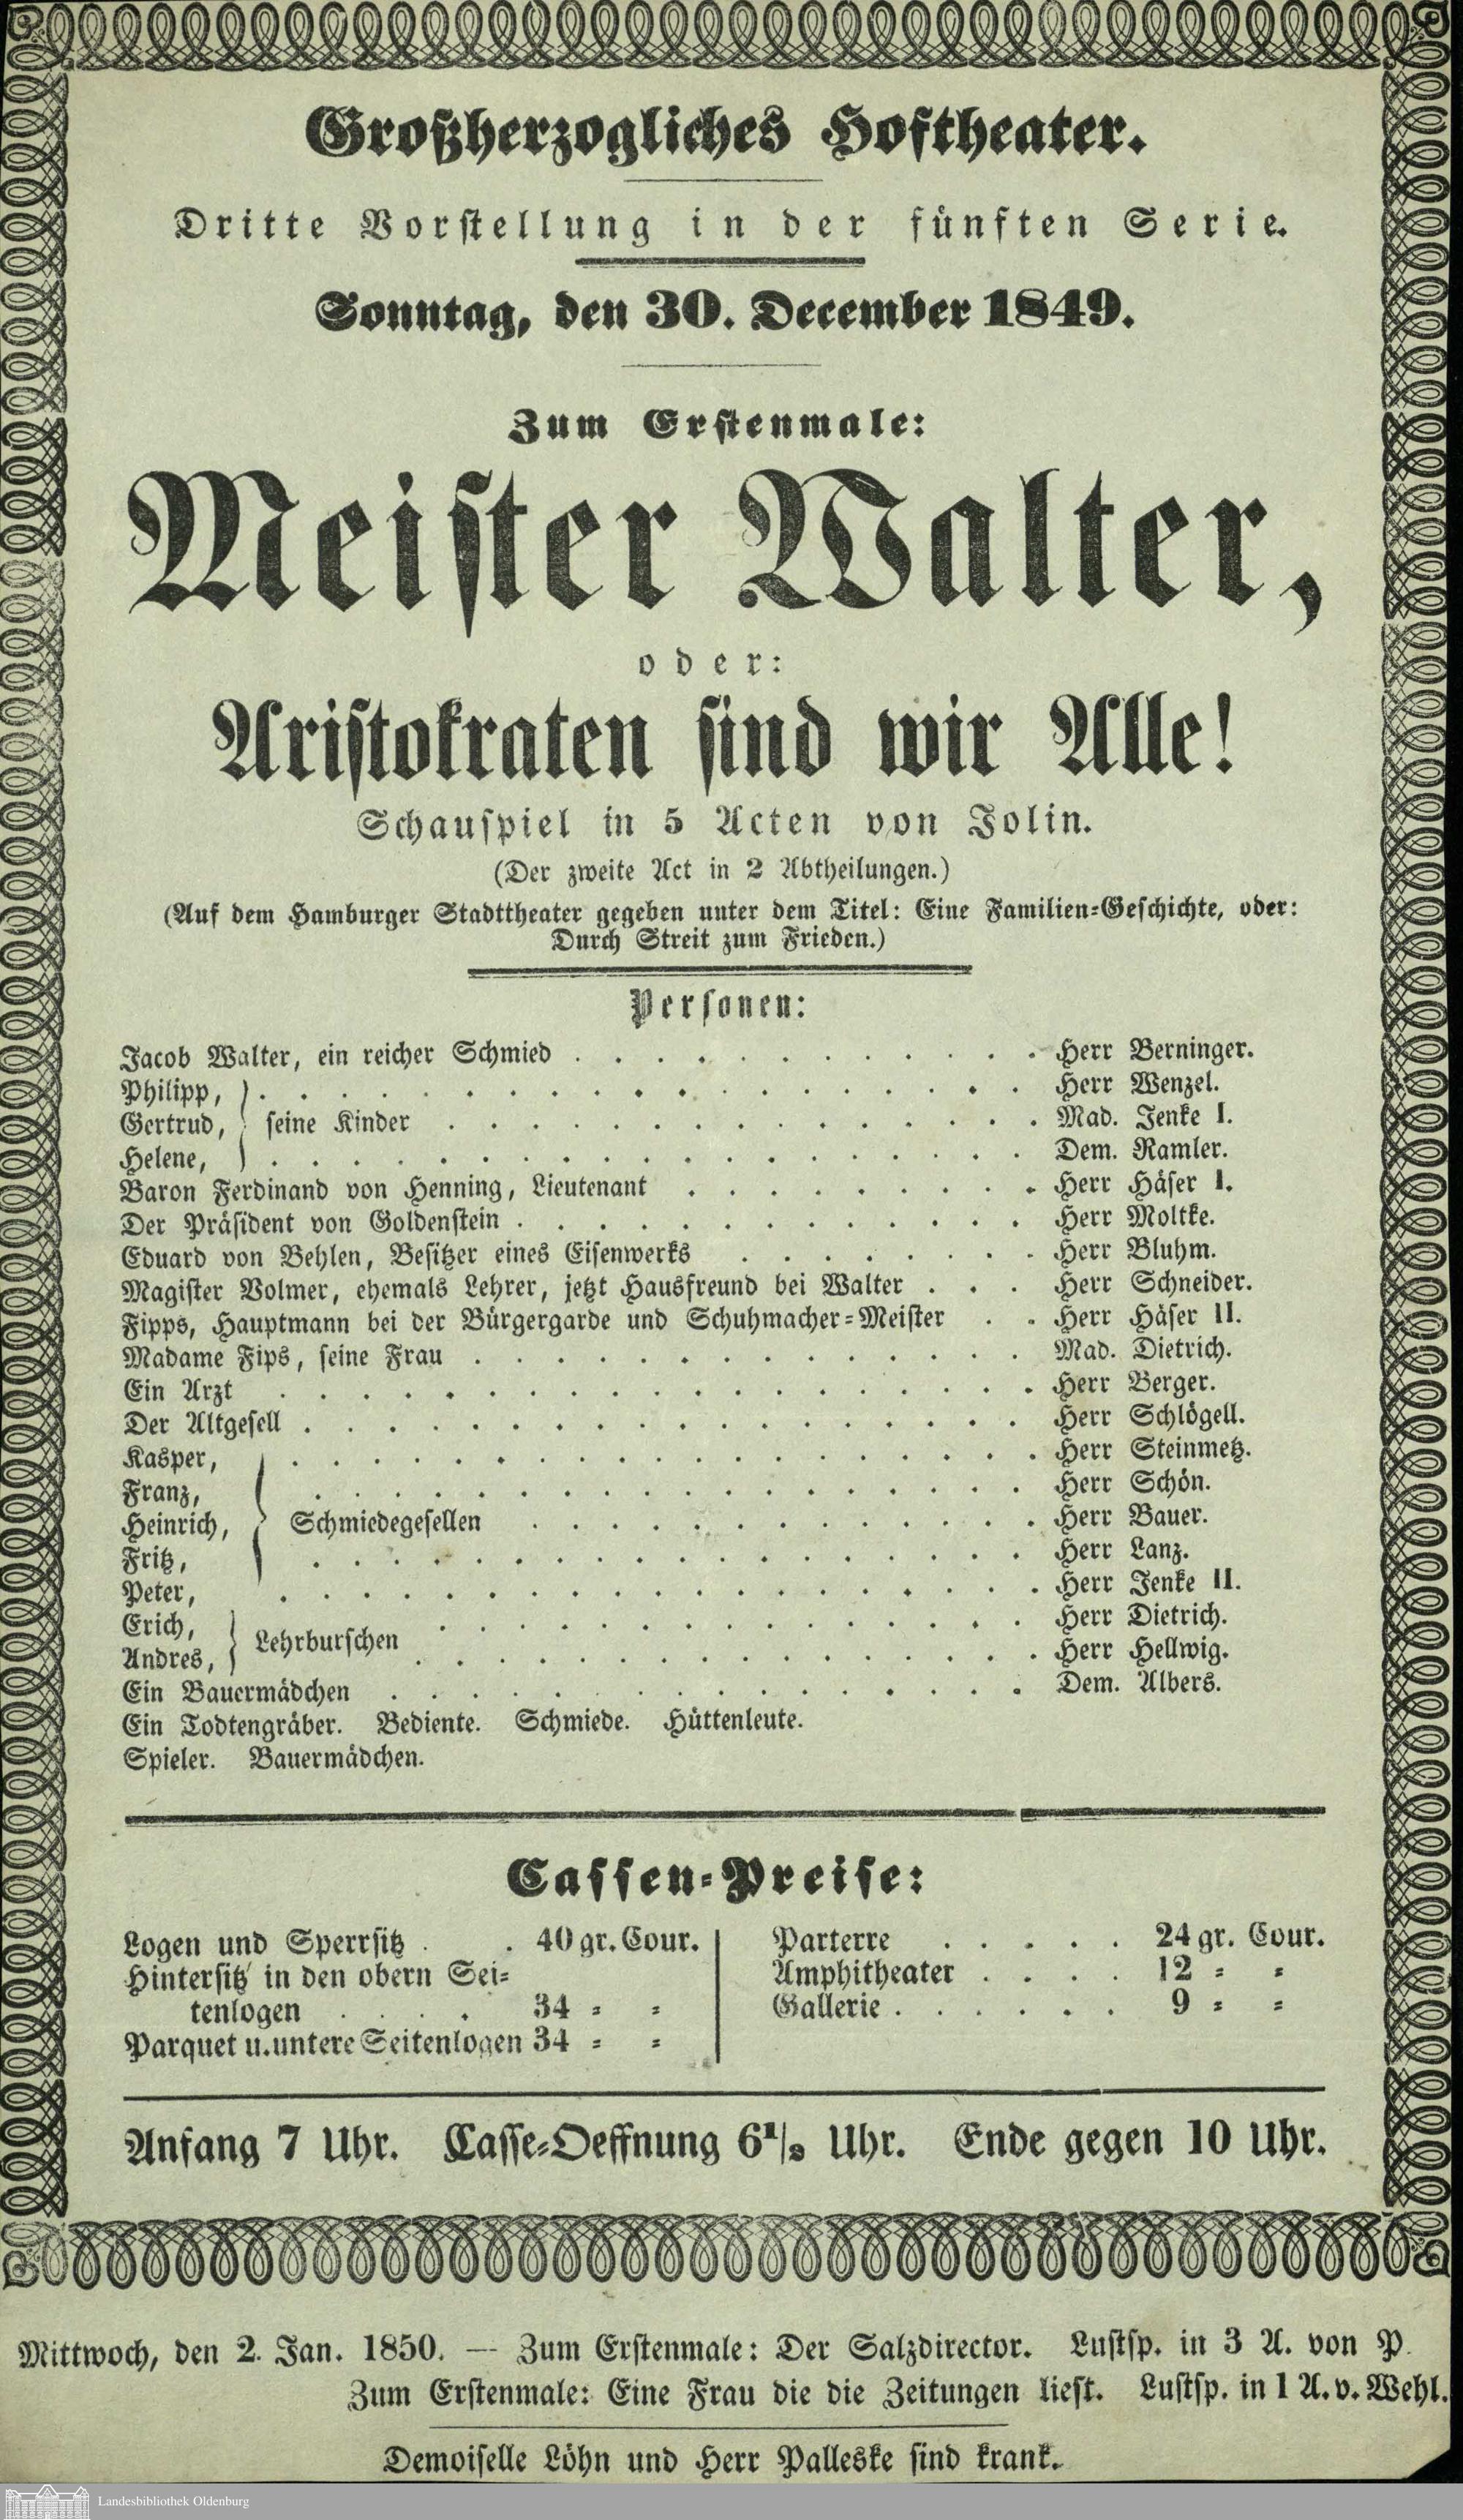 Großherzogliches Hoftheater.
Dritte Vorstellung in der fünften Serie.
Sonntag, den 30. December 1849.
Zum Erstenmale:
Meister Walter,
oder:
Aristokraten sind wir Alle!
Schauspiel in 5 Acten von Jolin.
(Der zweite Act in 2 Abtheilungen.)
(Auf dem Hamburger Stadttheater gegeben unter dem Titel: Eine Familien-Geschichte, oder:
Durch Streit zum Frieden.)
Personen:
Jacob Walter, ein reicher Schmied . . . . . . . . . . . . Herr Berninger.
Philipp, . . . . . . . . . . . . . . . . . . . Herr Wenzel.
Gertrud, seine Kinder . . . . . . . . . . . . . . . Mad. Jenke I.
Helene, . . . . . . . . . . . . . . . . . . . Dem. Ramler.
Baron Ferdinand von Henning, Lieutenant . . . . . . . . . Herr Häser I.
Der Präsident von Goldenstein . . . . . . . . . . . . . Herr Moltke.
Eduard von Behlen, Besitzer eines Eisenwerks . . . . . . . . Herr Bluhm.
Magister Volmer, ehemals Lehrer, jetzt Hausfreund bei Walter . . . Herr Schneider.
Fipps, Hauptmann bei der Bürgergarde und Schuhmacher-Meister . . Herr Häser II.
Madame Fips, seine Frau . . . . . . . . . . . . . . Mad. Dietrich.
Ein Arzt . . . . . . . . . . . . . . . . . . . Herr Berger.
Der Altgesell . . . . . . . . . . . . . . . . . . Herr Schlögell.
Kasper, . . . . . . . . . . . . . . . . . . . Herr Steinmetz.
Franz, . . . . . . . . . . . . . . . . . . Herr Schön.
Heinrich, Schmiedegesellen . . . . . . . . . . . . . Herr Bauer.
Fritz, . . . . . . . . . . . . . . . . . . Herr Lanz.
Peter, . . . . . . . . . . . . . . . . . . . Herr Jenke II.
Erich, . . . . . . . . . . . . . . . Herr Dietrich.
Lehrburschen
Andres, . . . . . . . . . . . . . . . . Herr Hellwig.
Ein Bauermädchen . . . . . . . . . . . . . . . . Dem. Albers.
Ein Todtengräber. Bediente. Schmiede. Hüttenleute.
Spieler. Bauermädchen.
Cassen-Preise:
Logen und Sperrsitz . . 40 gr. Cour.
Hintersitz in den obern Sei-
tenlogen . . . . 34 = =
Parquet u. untere Seitenlogen 34 = =
Parterre . . . . . 24 gr. Cour.
Amphitheater . . . . 12 = =
Gallerie . . . . . . 9 = =
Anfang 7 Uhr. Casse-Oeffnung 6 1/2 Uhr. Ende gegen 10 Uhr.
Mittwoch, den 2. Jan. 1850. — Zum Erstenmale: Der Salzdirector. Lustsp. in 3 A. von P.
Zum Erstenmale: Eine Frau die die Zeitungen liest. Lustsp. in 1 A. v. Wehl.
Demoiselle Löhn und Herr Palleske sind krank.
Landesbibliothek Oldenburg